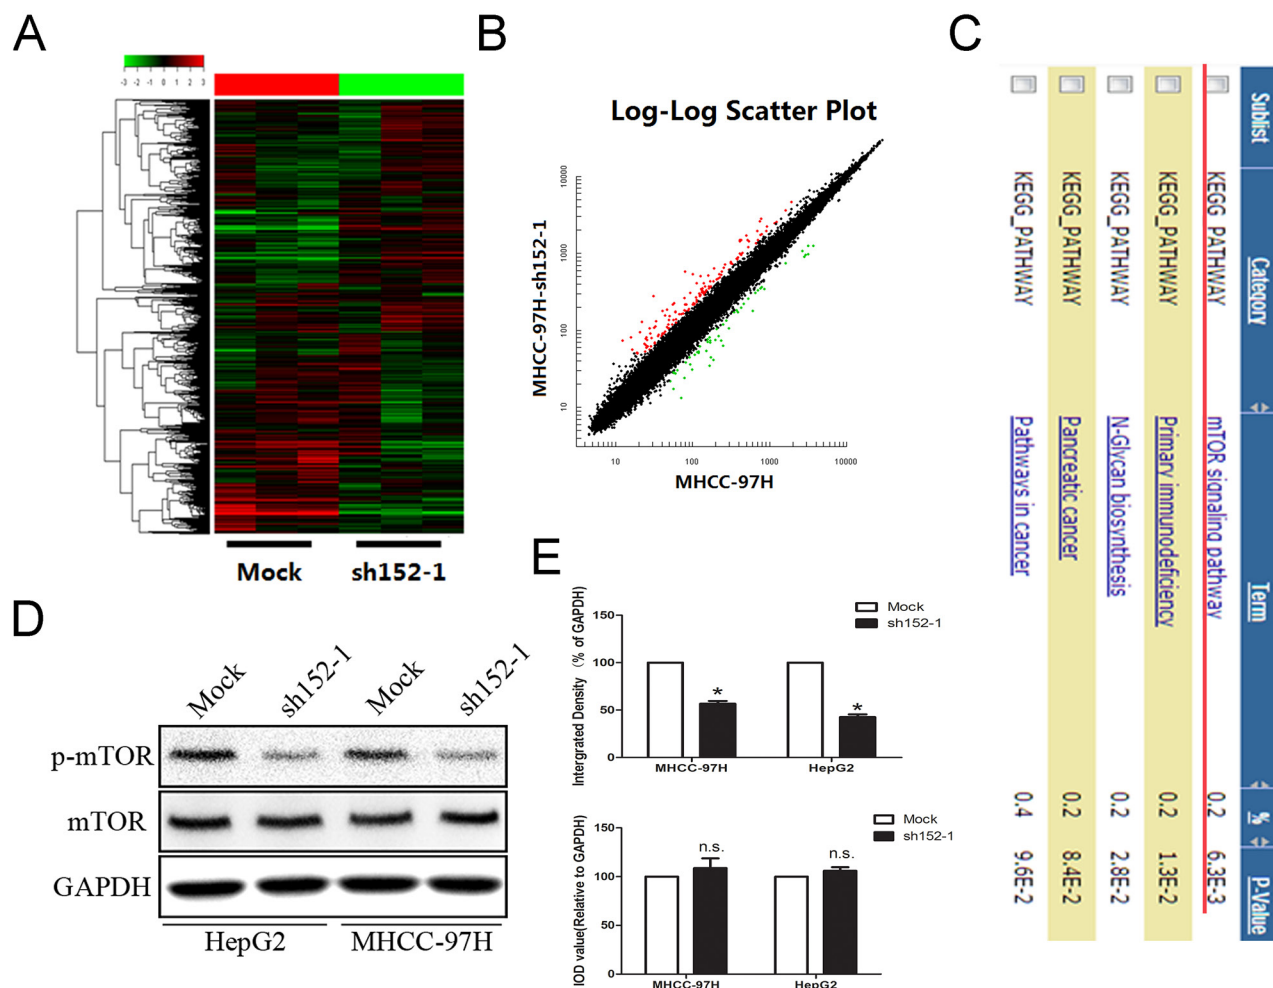 A
-3 -2 -1 0 1 2 3
Mock sh152-1
B
Log-Log Scatter Plot
MHCC-97H-sh152-1
10000
1000
100
10
10 100 1000 10000
MHCC-97H
C
Sublist Category Term % P-Value
KEGG_PATHWAY mTOR signaling pathway 0.2 6.3E-3
KEGG_PATHWAY Primary immunodeficiency 0.2 1.3E-2
KEGG_PATHWAY N-Glycan biosynthesis 0.2 2.8E-2
KEGG_PATHWAY Pancreatic cancer 0.2 8.4E-2
KEGG_PATHWAY Pathways in cancer 0.4 9.6E-2
D
Mock sh152-1 Mock sh152-1
p-mTOR
mTOR
GAPDH
HepG2 MHCC-97H
E
Intergrated Density (% of GAPDH)
150
100
50
0
Mock
sh152-1
* *
MHCC-97H HepG2
IOD value(Relative to GAPDH)
150
100
50
0
Mock
sh152-1
n.s. n.s.
MHCC-97H HepG2